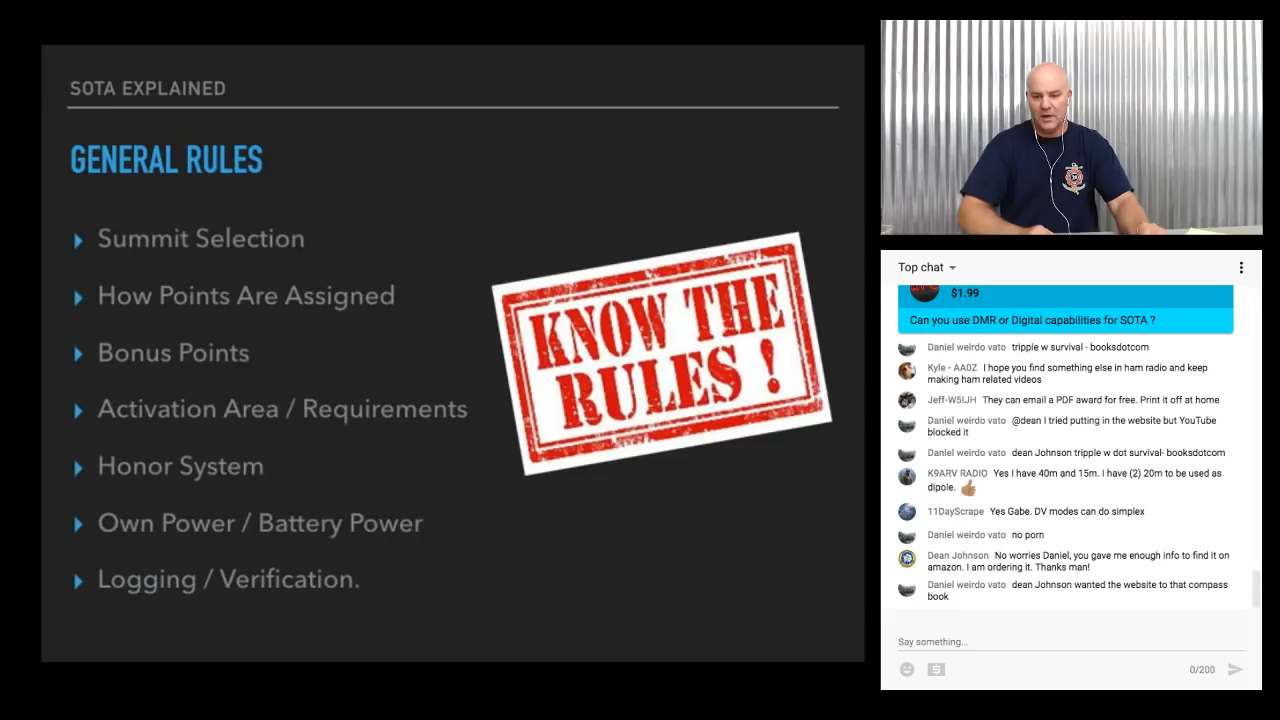 SOTA EXPLAINED
GENERAL RULES
Summit Selection
How Points Are Assigned
Bonus Points
Activation Area / Requirements
Honor System
Own Power / Battery Power
Logging / Verification.
KNOW THE
RULES !
Top chat
$1.99
Can you use DMR or Digital capabilities for SOTA ?
Daniel weirdo vato tripple w survival - booksdotcom
Kyle - AA0Z I hope you find something else in ham radio and keep
making ham related videos
Jeff-W5IJH They can email a PDF award for free. Print it off at home
Daniel weirdo vato @dean I tried putting in the website but YouTube
blocked it
Daniel weirdo vato dean Johnson tripple w dot survival- booksdotcom
K9ARV RADIO Yes I have 40m and 15m. I have (2) 20m to be used as
dipole.
11DayScrape Yes Gabe. DV modes can do simplex
Daniel weirdo vato no porn
Dean Johnson No worries Daniel, you gave me enough info to find it on
amazon. I am ordering it. Thanks man!
Daniel weirdo vato dean Johnson wanted the website to that compass
book
Say something...
0/200